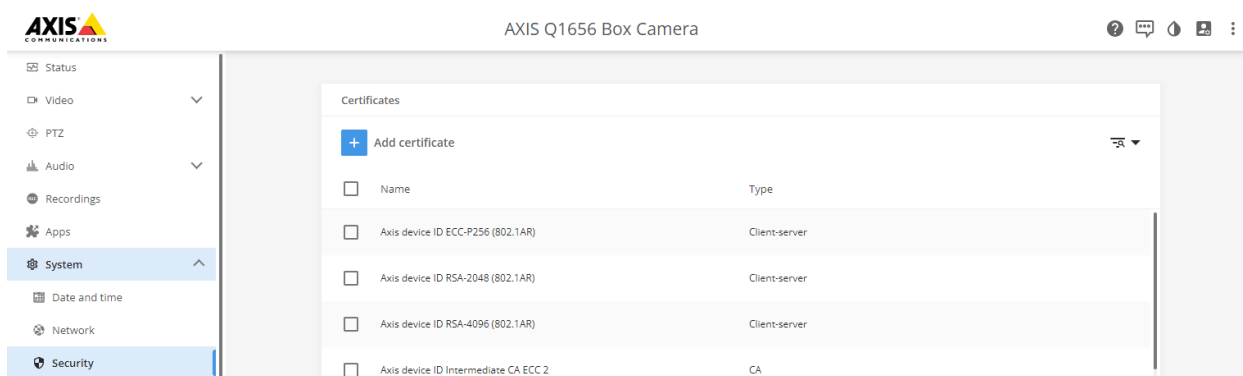 AXIS
COMMUNICATIONS
AXIS Q1656 Box Camera
Status
Video
PTZ
Audio
Recordings
Apps
System
Date and time
Network
Security
Certificates
Add certificate
Name Type
Axis device ID ECC-P256 (802.1AR) Client-server
Axis device ID RSA-2048 (802.1AR) Client-server
Axis device ID RSA-4096 (802.1AR) Client-server
Axis device ID Intermediate CA ECC 2 CA